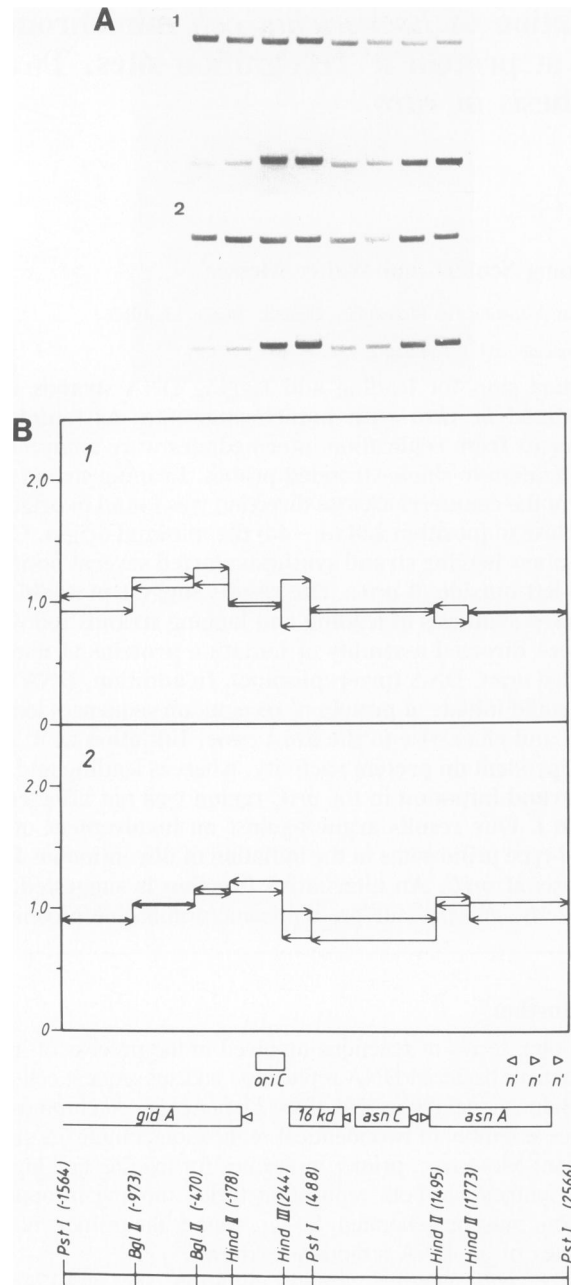 A
1
2
B
1
2,0
1,0
0
2
2,0
1,0
0
ori C
n' n' n'
gid A
16 kd
asn C
asn A
Pst I (-1564)
Bgl II (-973)
Bgl II (-470)
Hind II (-178)
Hind III (244)
Pst I (488)
Hind II (1495)
Hind II (1773)
Pst I (2566)